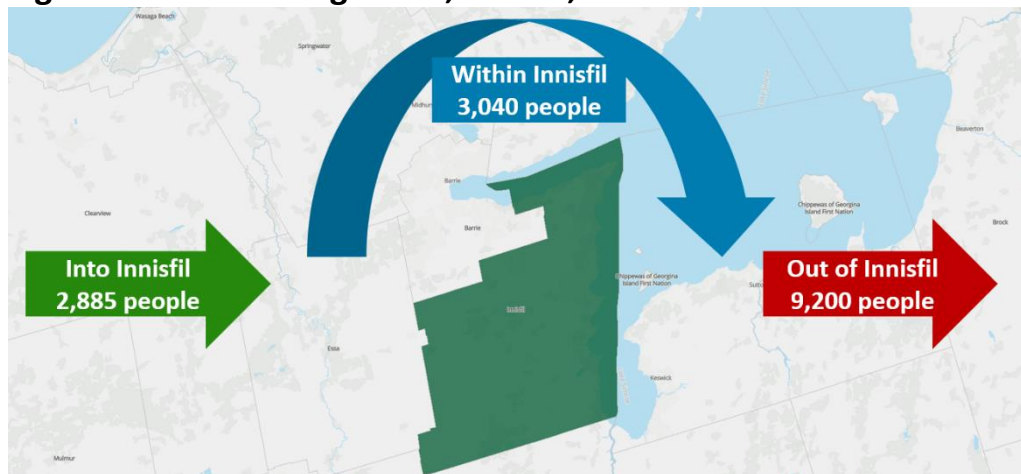 Wasaga Beach
Springwater
Within Innisfil
3,040 people
Barrie
Beaverton
Clearview
Barrie
Chippewas of Georgina
Island First Nation
Brock
Into Innisfil
2,885 people
Chippewas of Georgina
Island First Nation
Out of Innisfil
9,200 people
Innisfil
Essa
Keswick
Mulmur